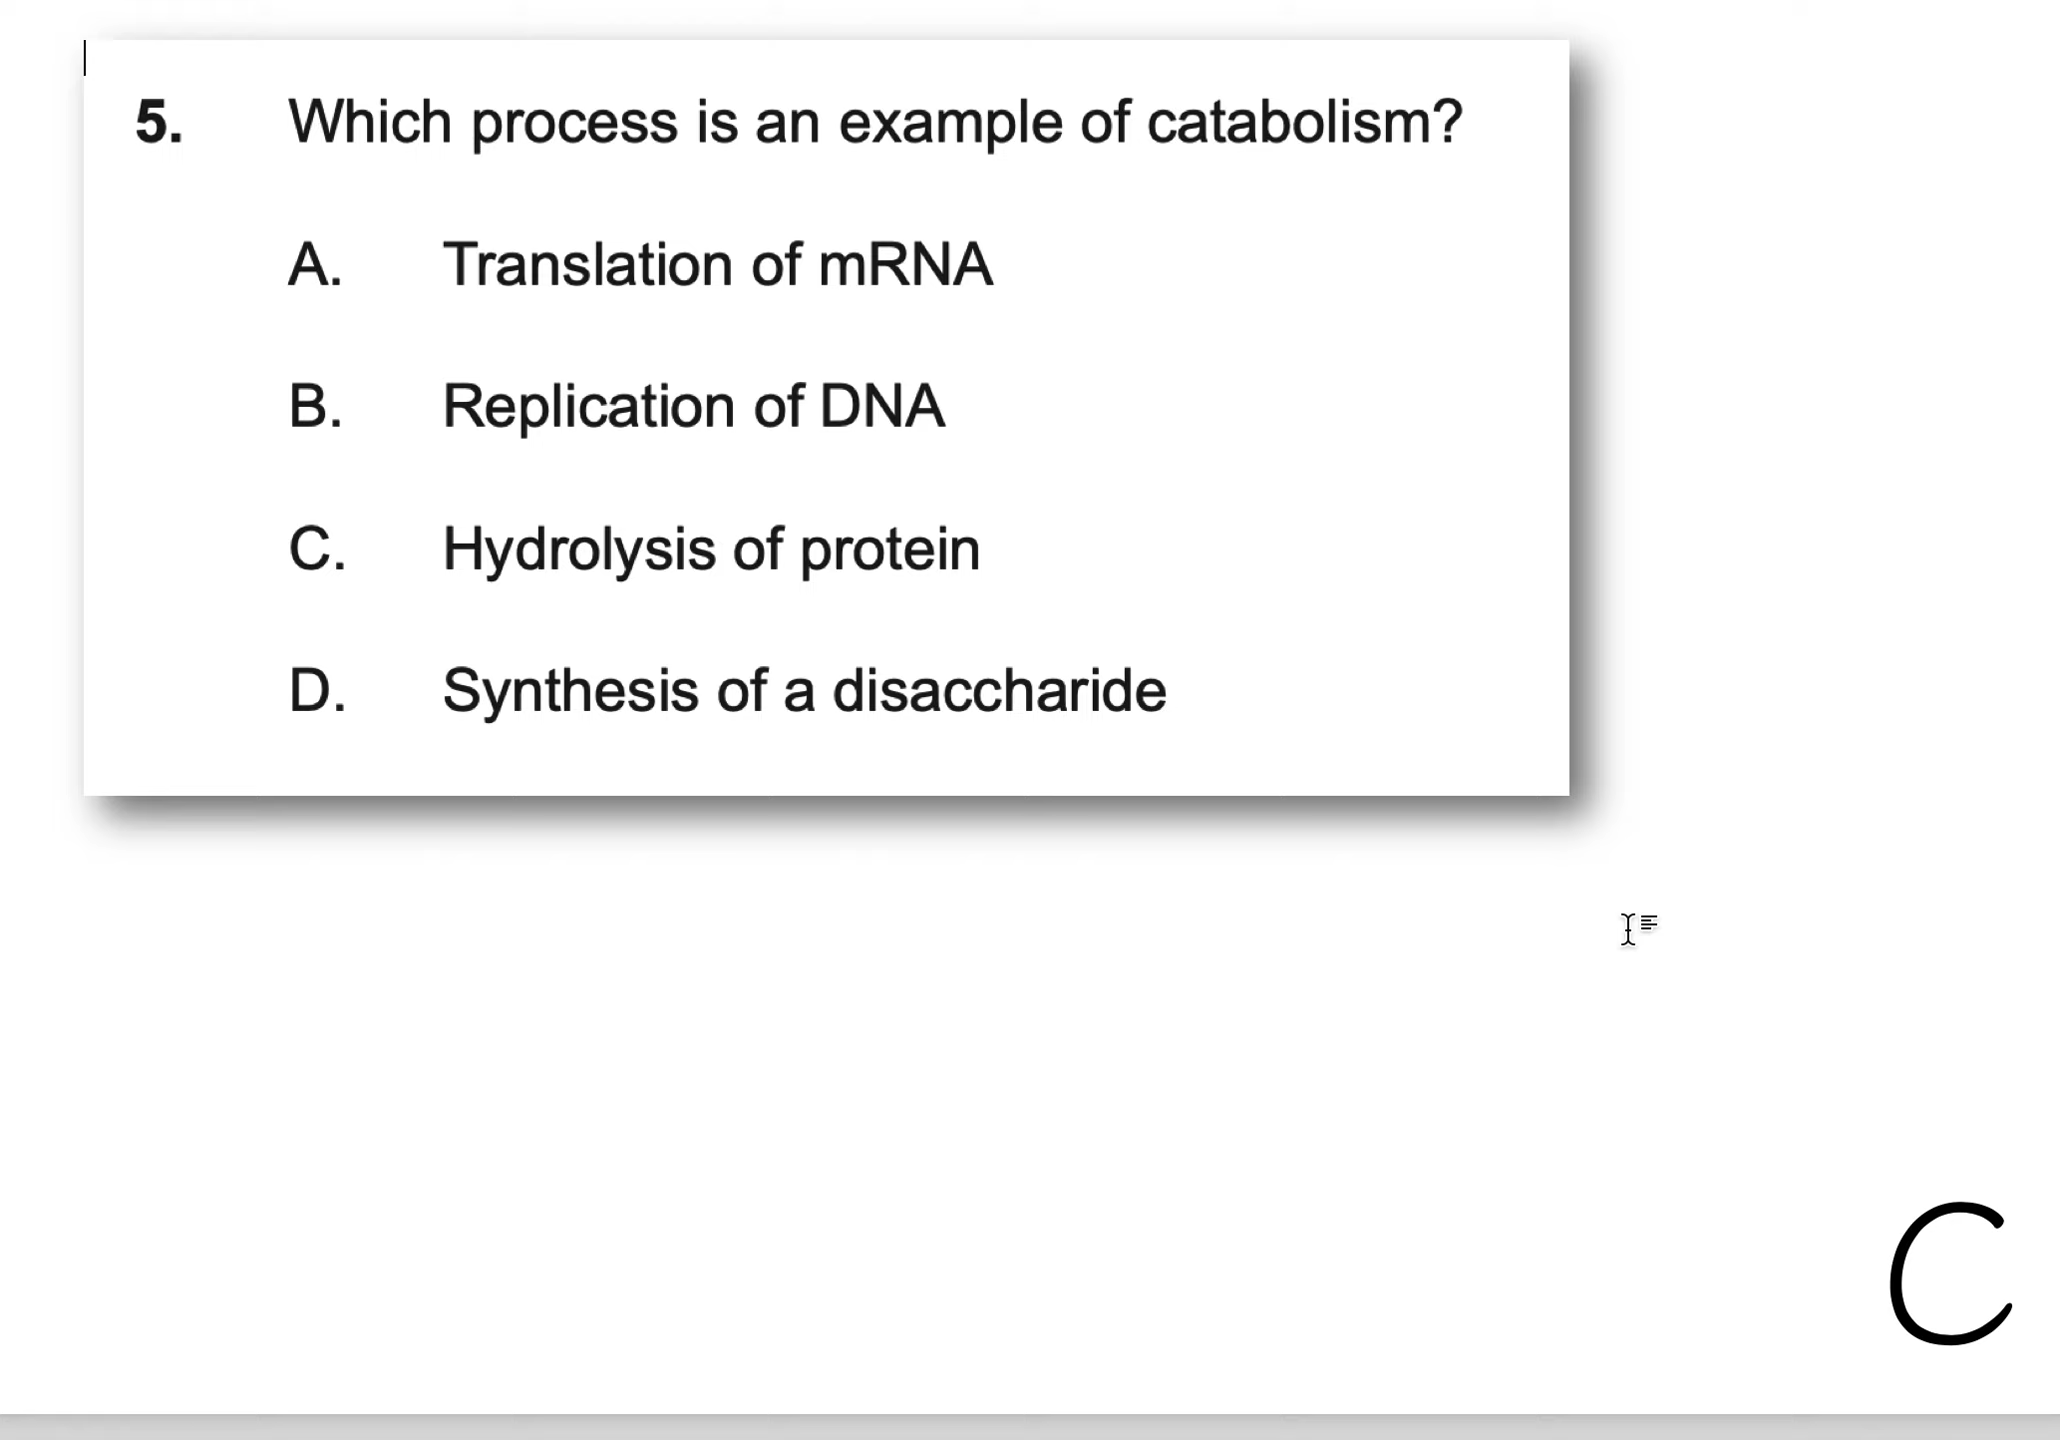 5. Which process is an example of catabolism?
A. Translation of mRNA
B. Replication of DNA
C. Hydrolysis of protein
D. Synthesis of a disaccharide
C